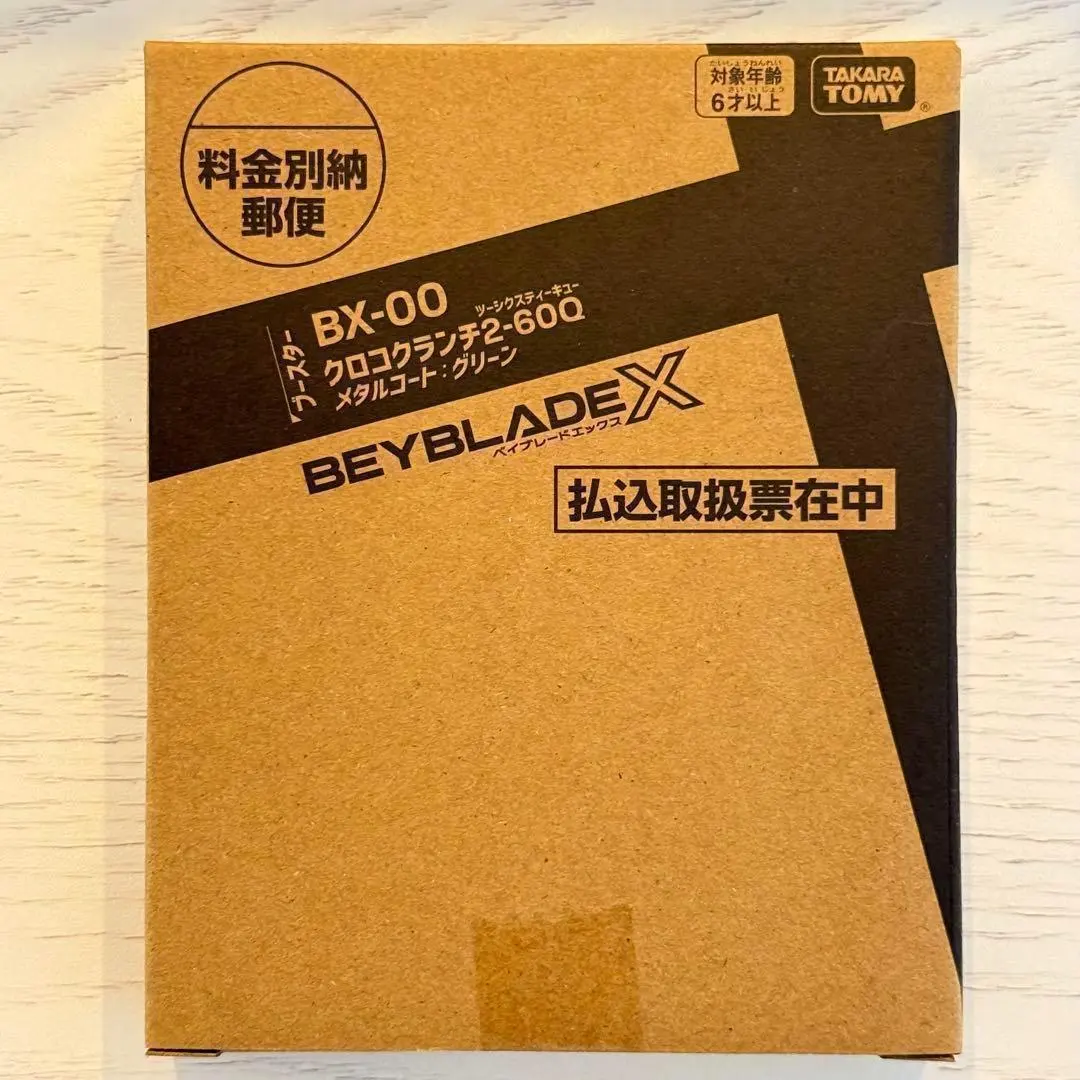 料金別納
郵便
たいしょうねんれい
対象年齢
さいいじょう
6才以上
TAKARA
TOMY
®
ブースター
BX-00
ツーシクスティーキュー
クロコクランチ2-60Q
メタルコート:グリーン
BEYBLADE X
ベイブレードエックス
払込取扱票在中